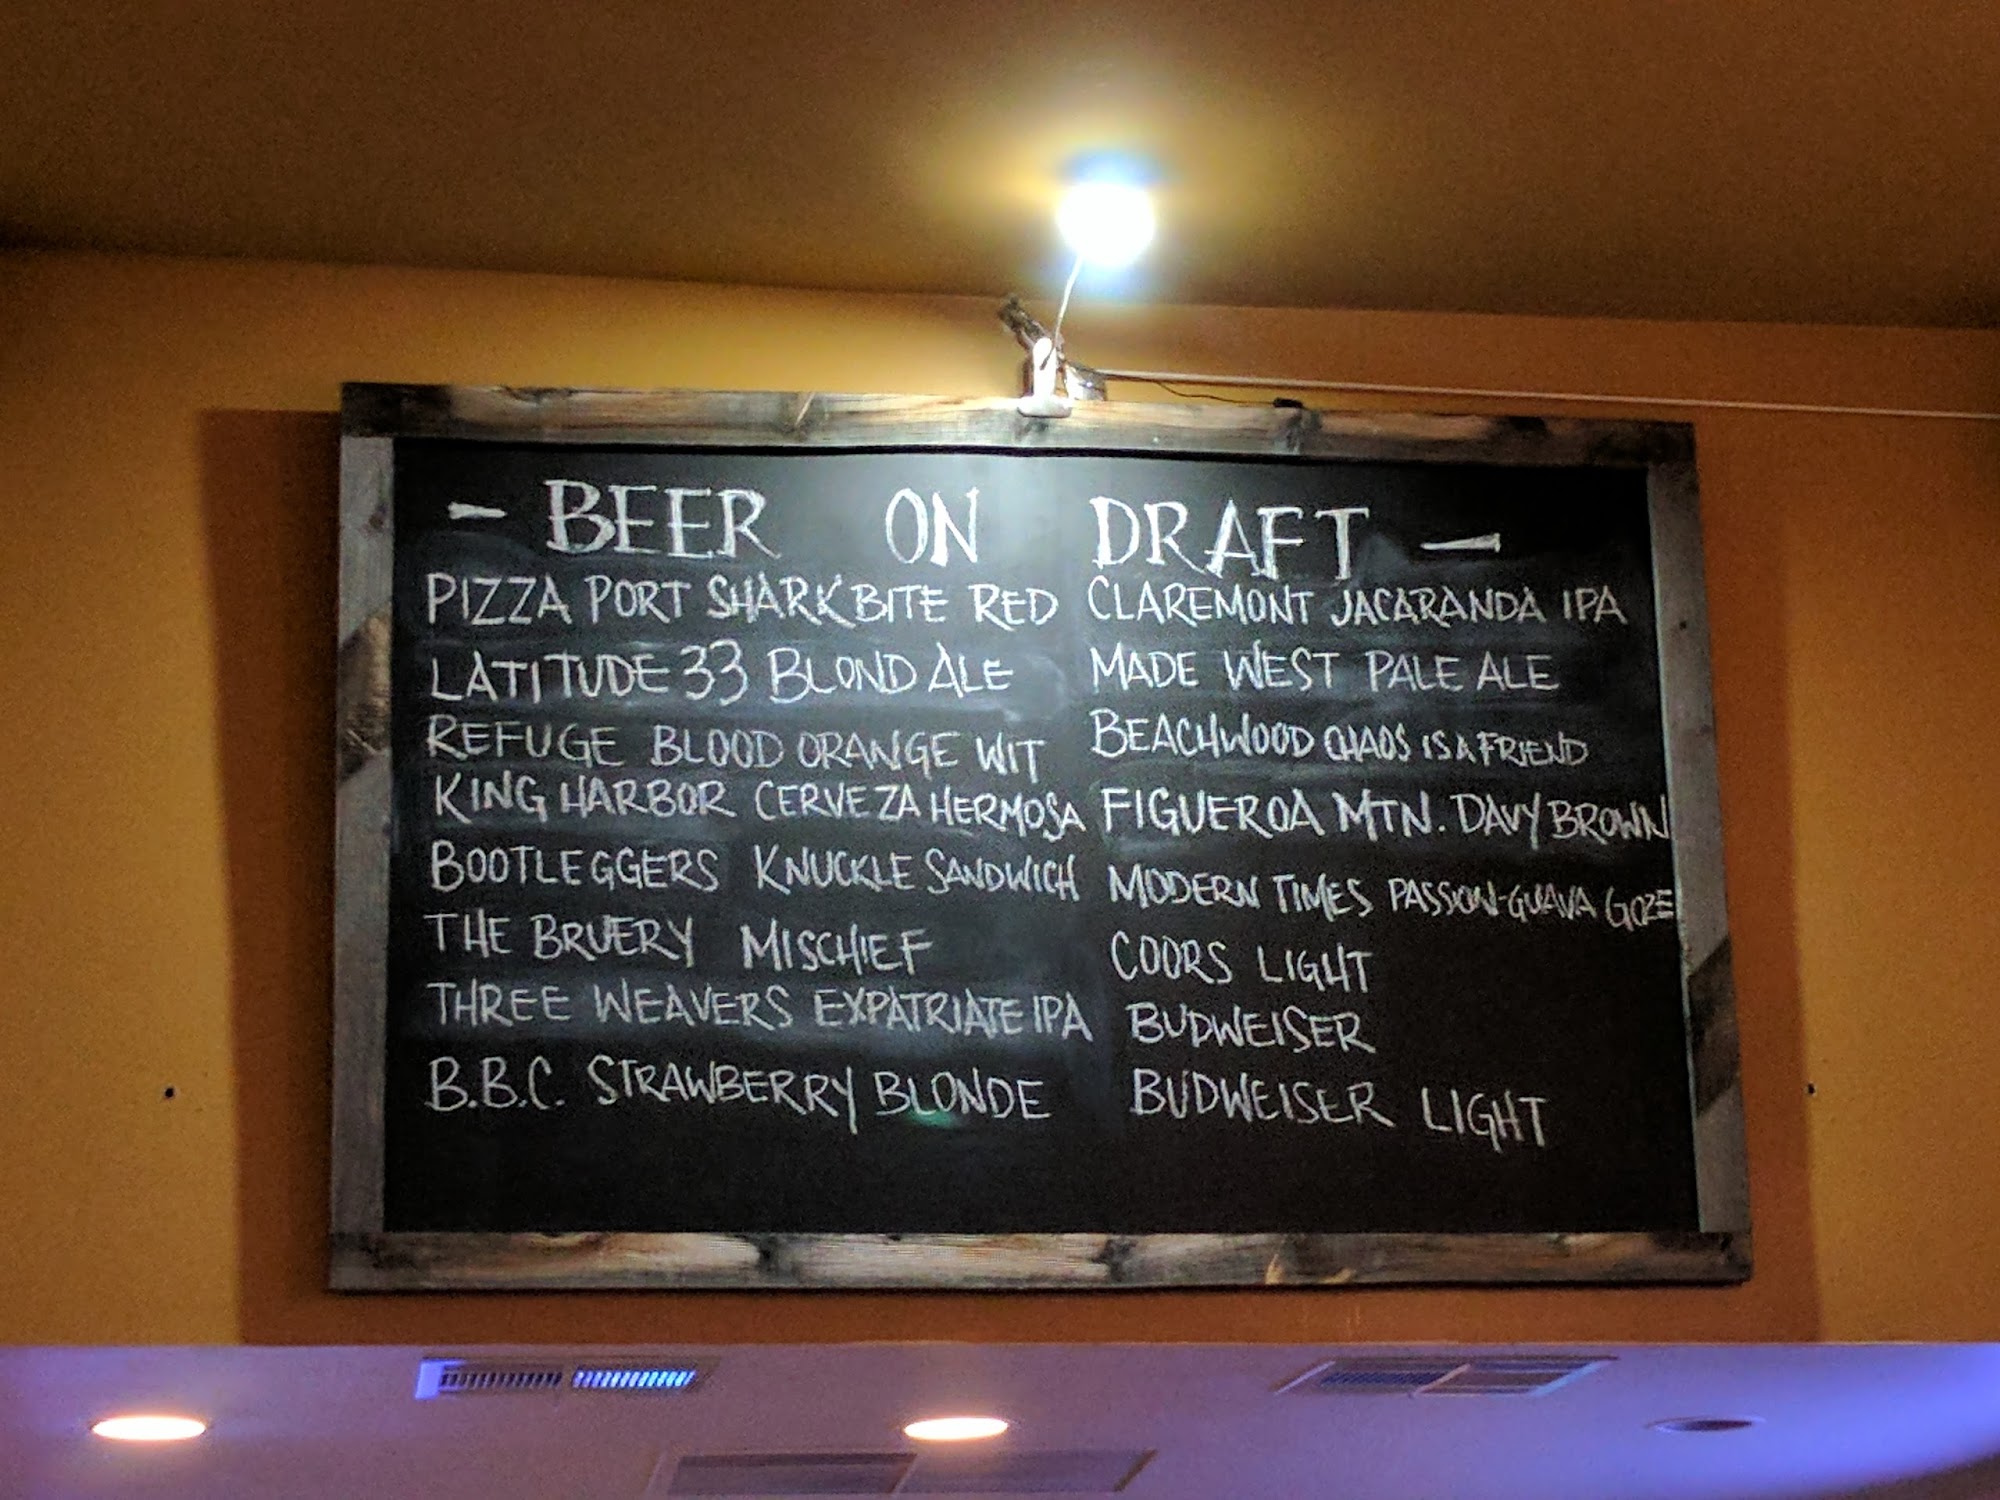 - BEER ON DRAFT -
PIZZA PORT SHARKBITE RED
LATITUDE 33 BLOND ALE
REFUGE BLOOD ORANGE WIT
KING HARBOR CERVEZA HERMOSA
BOOTLEGGERS KNUCKLE SANDWICH
THE BRUERY MISCHIEF
THREE WEAVERS EXPATRIATE IPA
B.B.C. STRAWBERRY BLONDE
CLAREMONT JACARANDA IPA
MADE WEST PALE ALE
BEACHWOOD CHAOS IS A FRIEND
FIGUEROA MTN. DAVY BROWN
MODERN TIMES PASSION-GUAVA GOZE
COORS LIGHT
BUDWEISER
BUDWEISER LIGHT